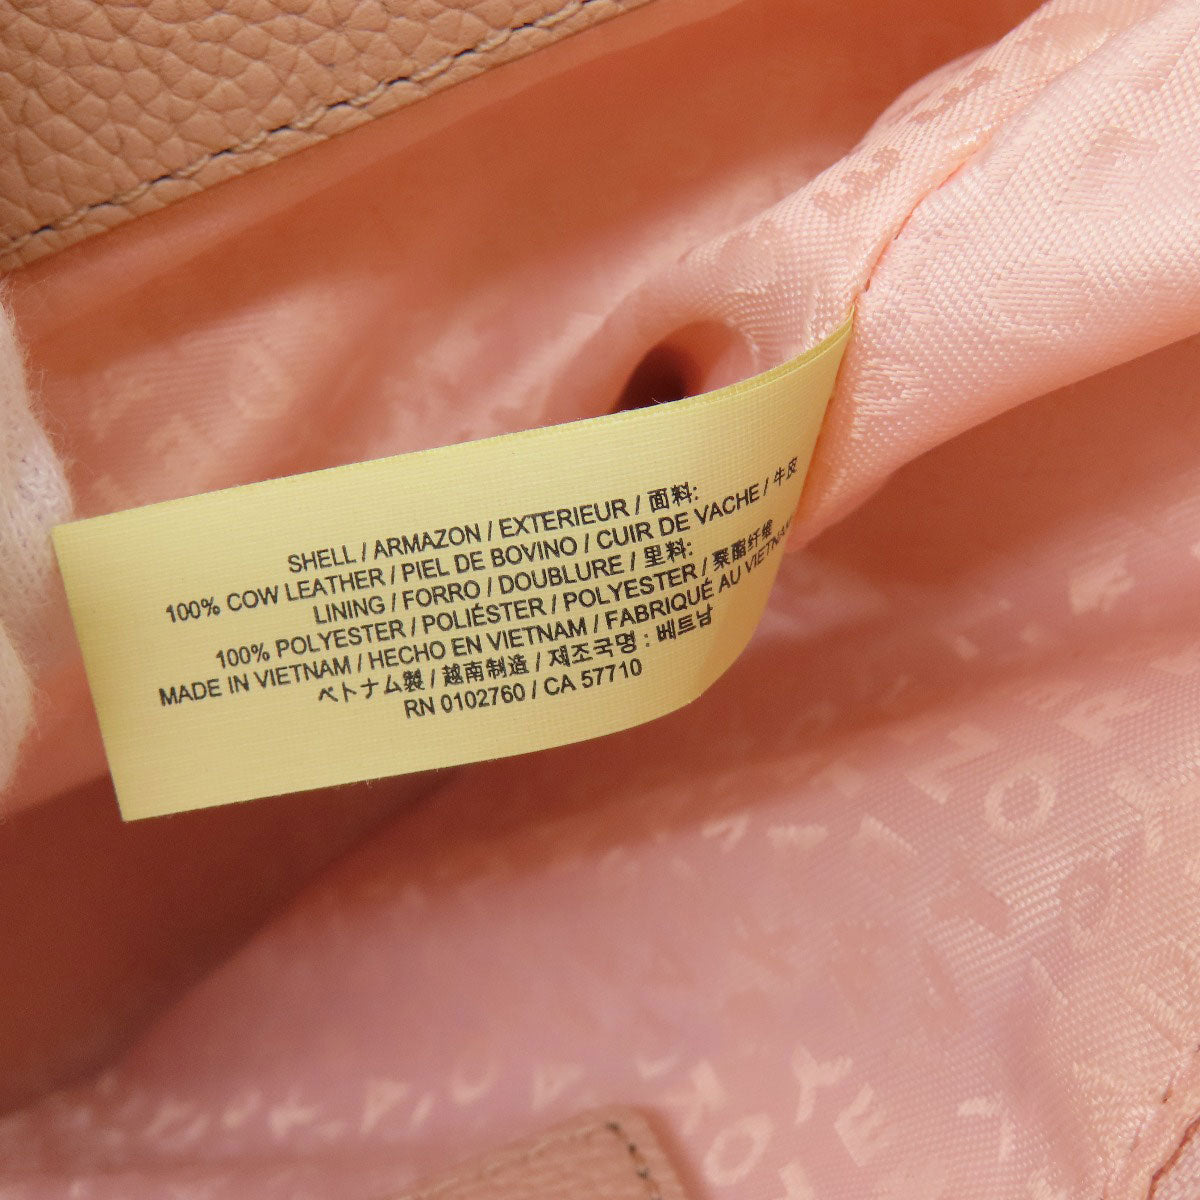 SHELL / ARMAZON / EXTERIEUR / 面料:
100% COW LEATHER / PIEL DE BOVINO / CUIR DE VACHE / 牛皮
LINING / FORRO / DOUBLURE / 里料:
100% POLYESTER / POLIÉSTER / POLYESTER / 聚酯纤维
MADE IN VIETNAM / HECHO EN VIETNAM / FABRIQUÉ AU VIETNAM
ベトナム製 / 越南制造 / 제조국명 : 베트남
RN 0102760 / CA 57710